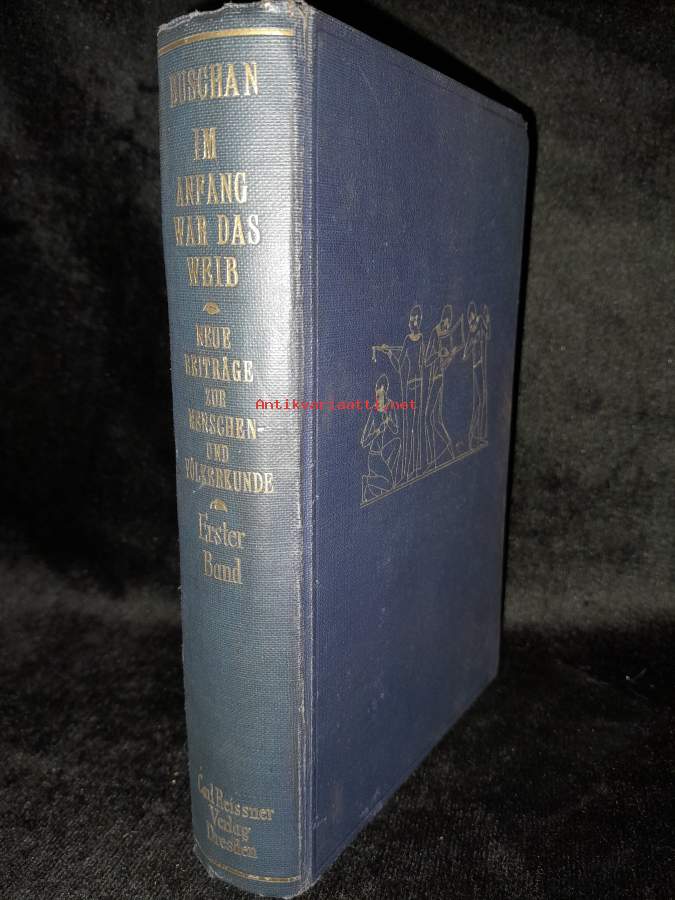 BUSCHAN
IM
ANFANG
WAR DAS
WEIB
NEUE
BEITRÄGE
ZUR
MENSCHEN-
UND
VÖLKERKUNDE
Erster
Band
Carl Reissner
Verlag
Dresden
Antikvariaatti.net